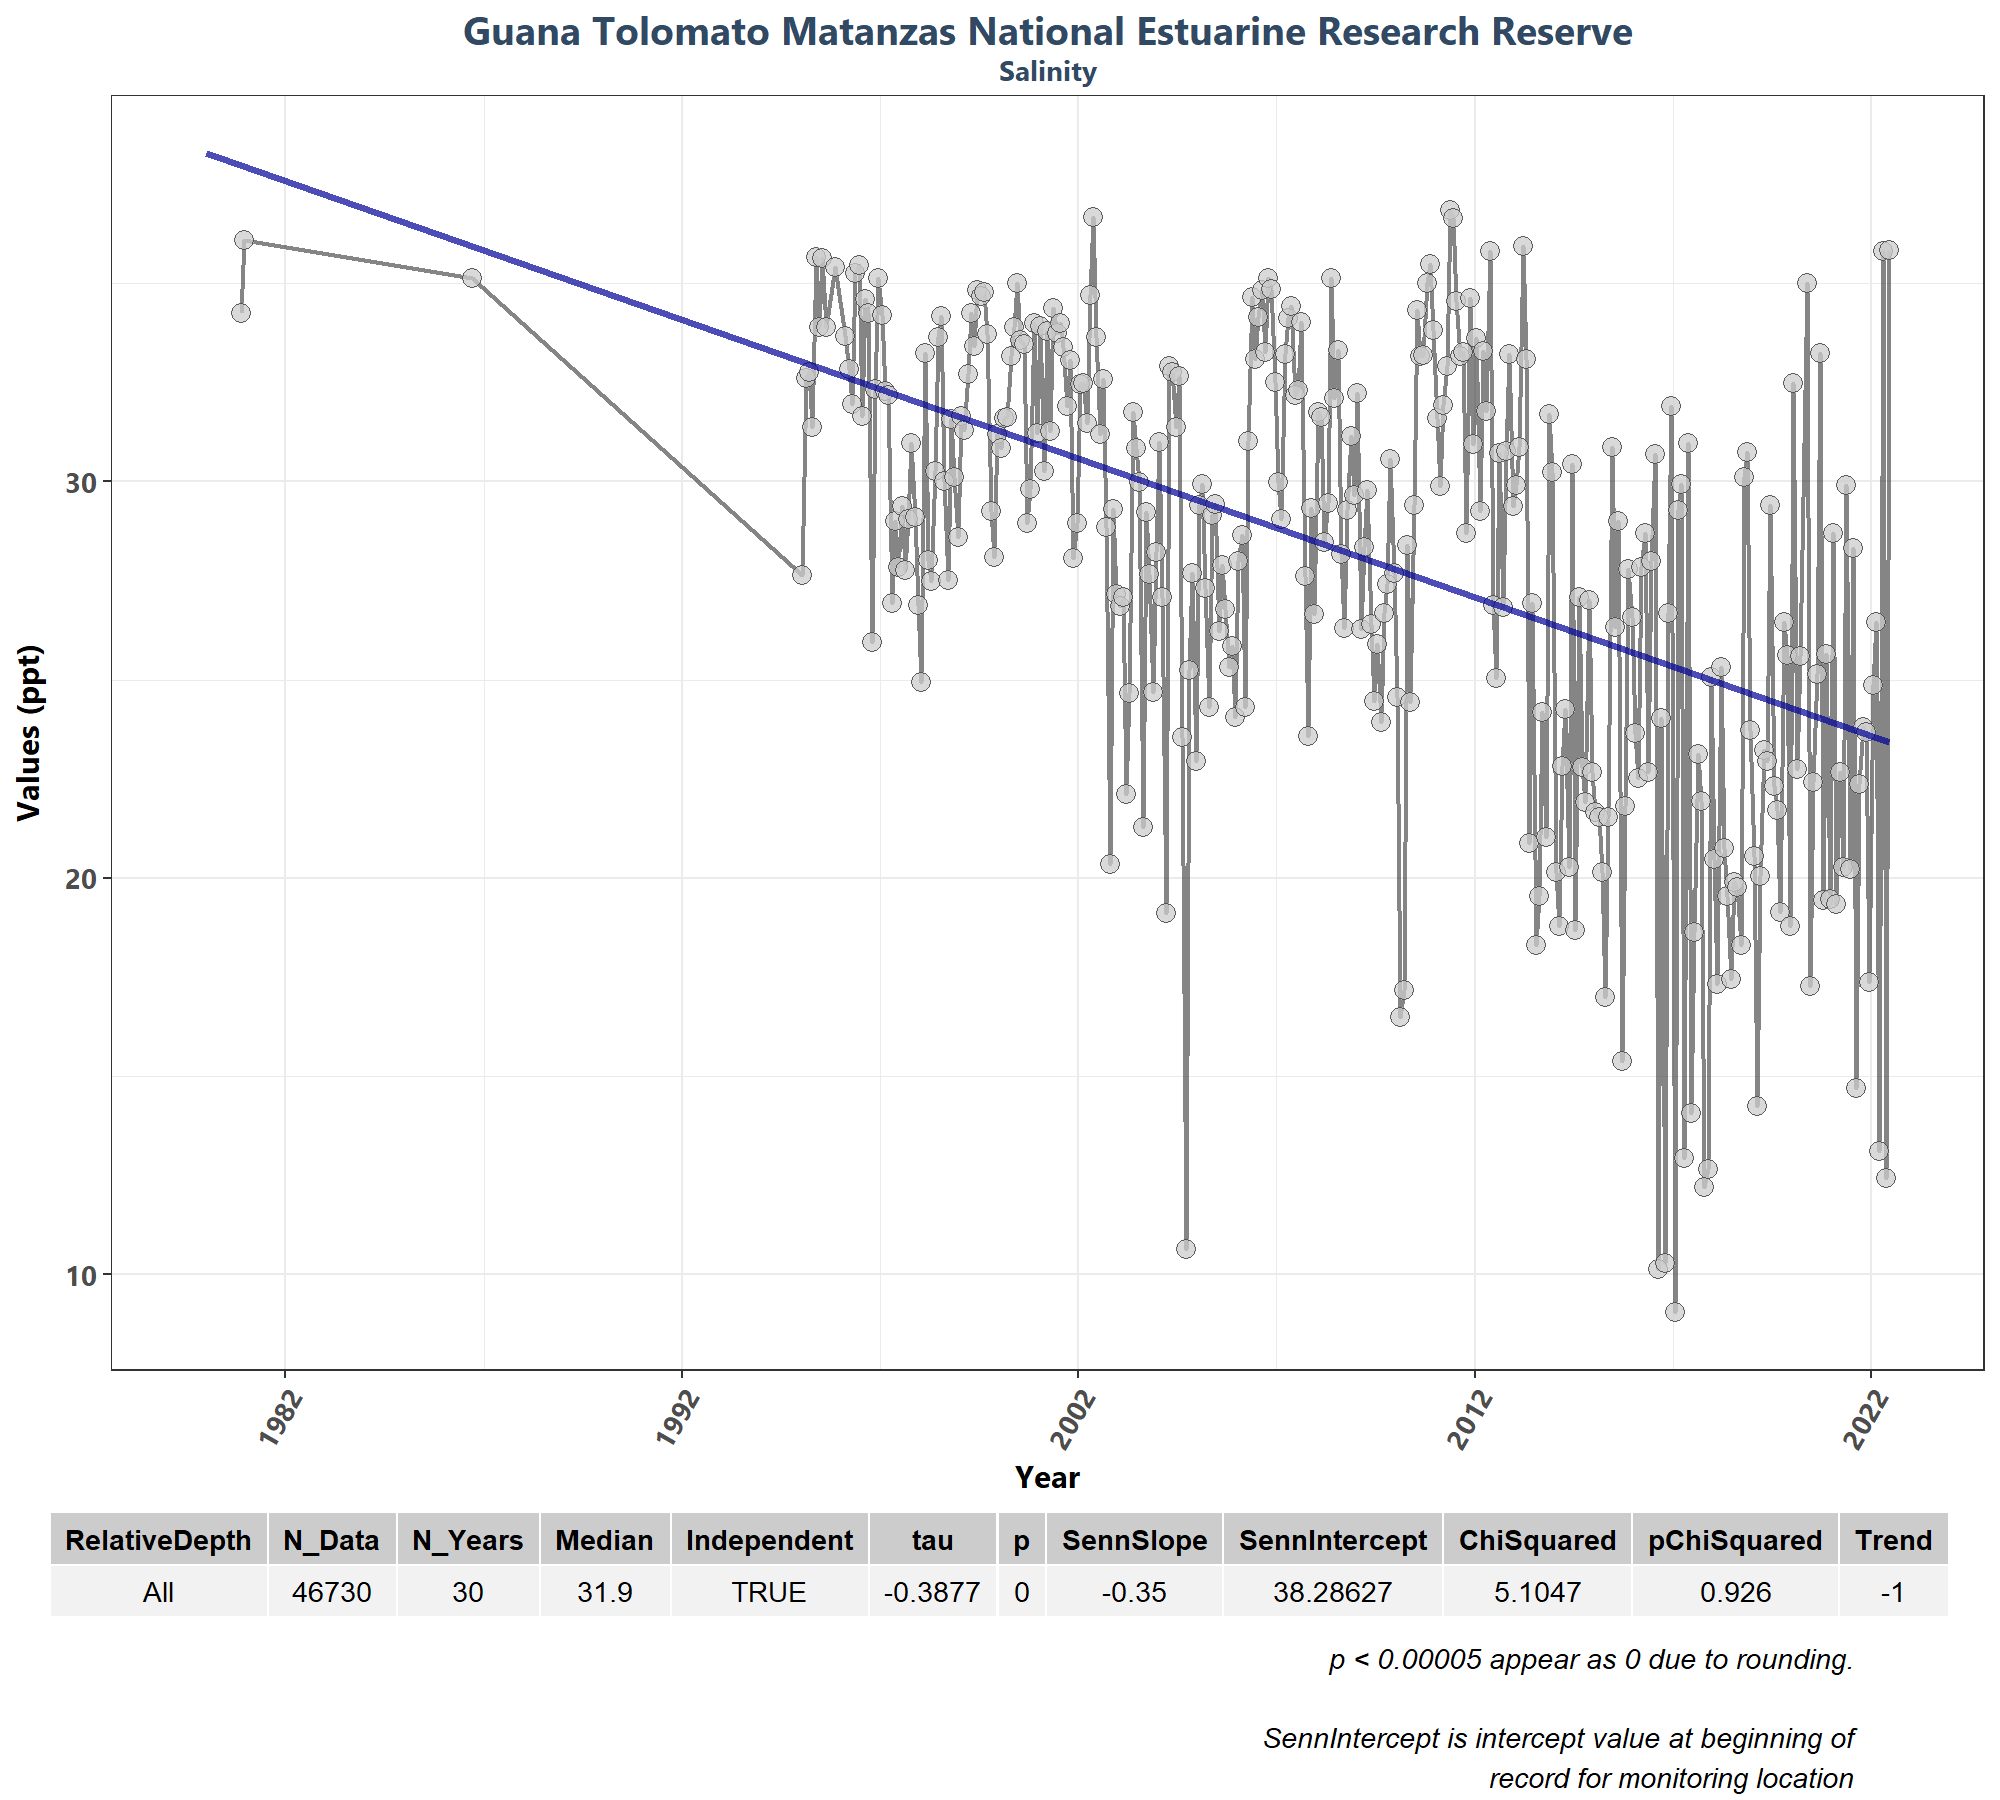 Guana Tolomato Matanzas National Estuarine Research Reserve
Salinity
Values (ppt)
30
20
10
1982 1992 2002 2012 2022
Year
RelativeDepth N_Data N_Years Median Independent tau p SennSlope SennIntercept ChiSquared pChiSquared Trend
All 46730 30 31.9 TRUE -0.3877 0 -0.35 38.28627 5.1047 0.926 -1
p < 0.00005 appear as 0 due to rounding.
SennIntercept is intercept value at beginning of
record for monitoring location